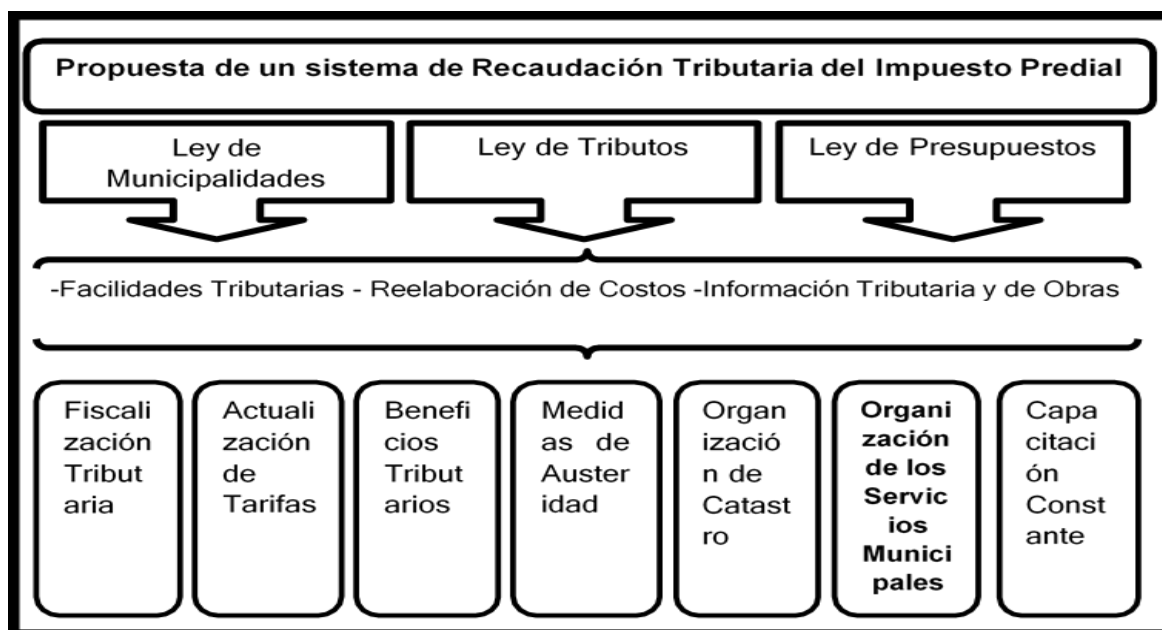 Propuesta de un sistema de Recaudación Tributaria del Impuesto Predial
Ley de
Municipalidades
Ley de Tributos
Ley de Presupuestos
-Facilidades Tributarias - Reelaboración de Costos -Información Tributaria y de Obras
Fiscali
zación
Tribut
aria
Actuali
zación
de
Tarifas
Benefi
cios
Tribut
arios
Medid
as de
Auster
idad
Organ
izació
n de
Catast
ro
Organi
zación
de los
Servic
ios
Munici
pales
Capa
citaci
ón
Const
ante